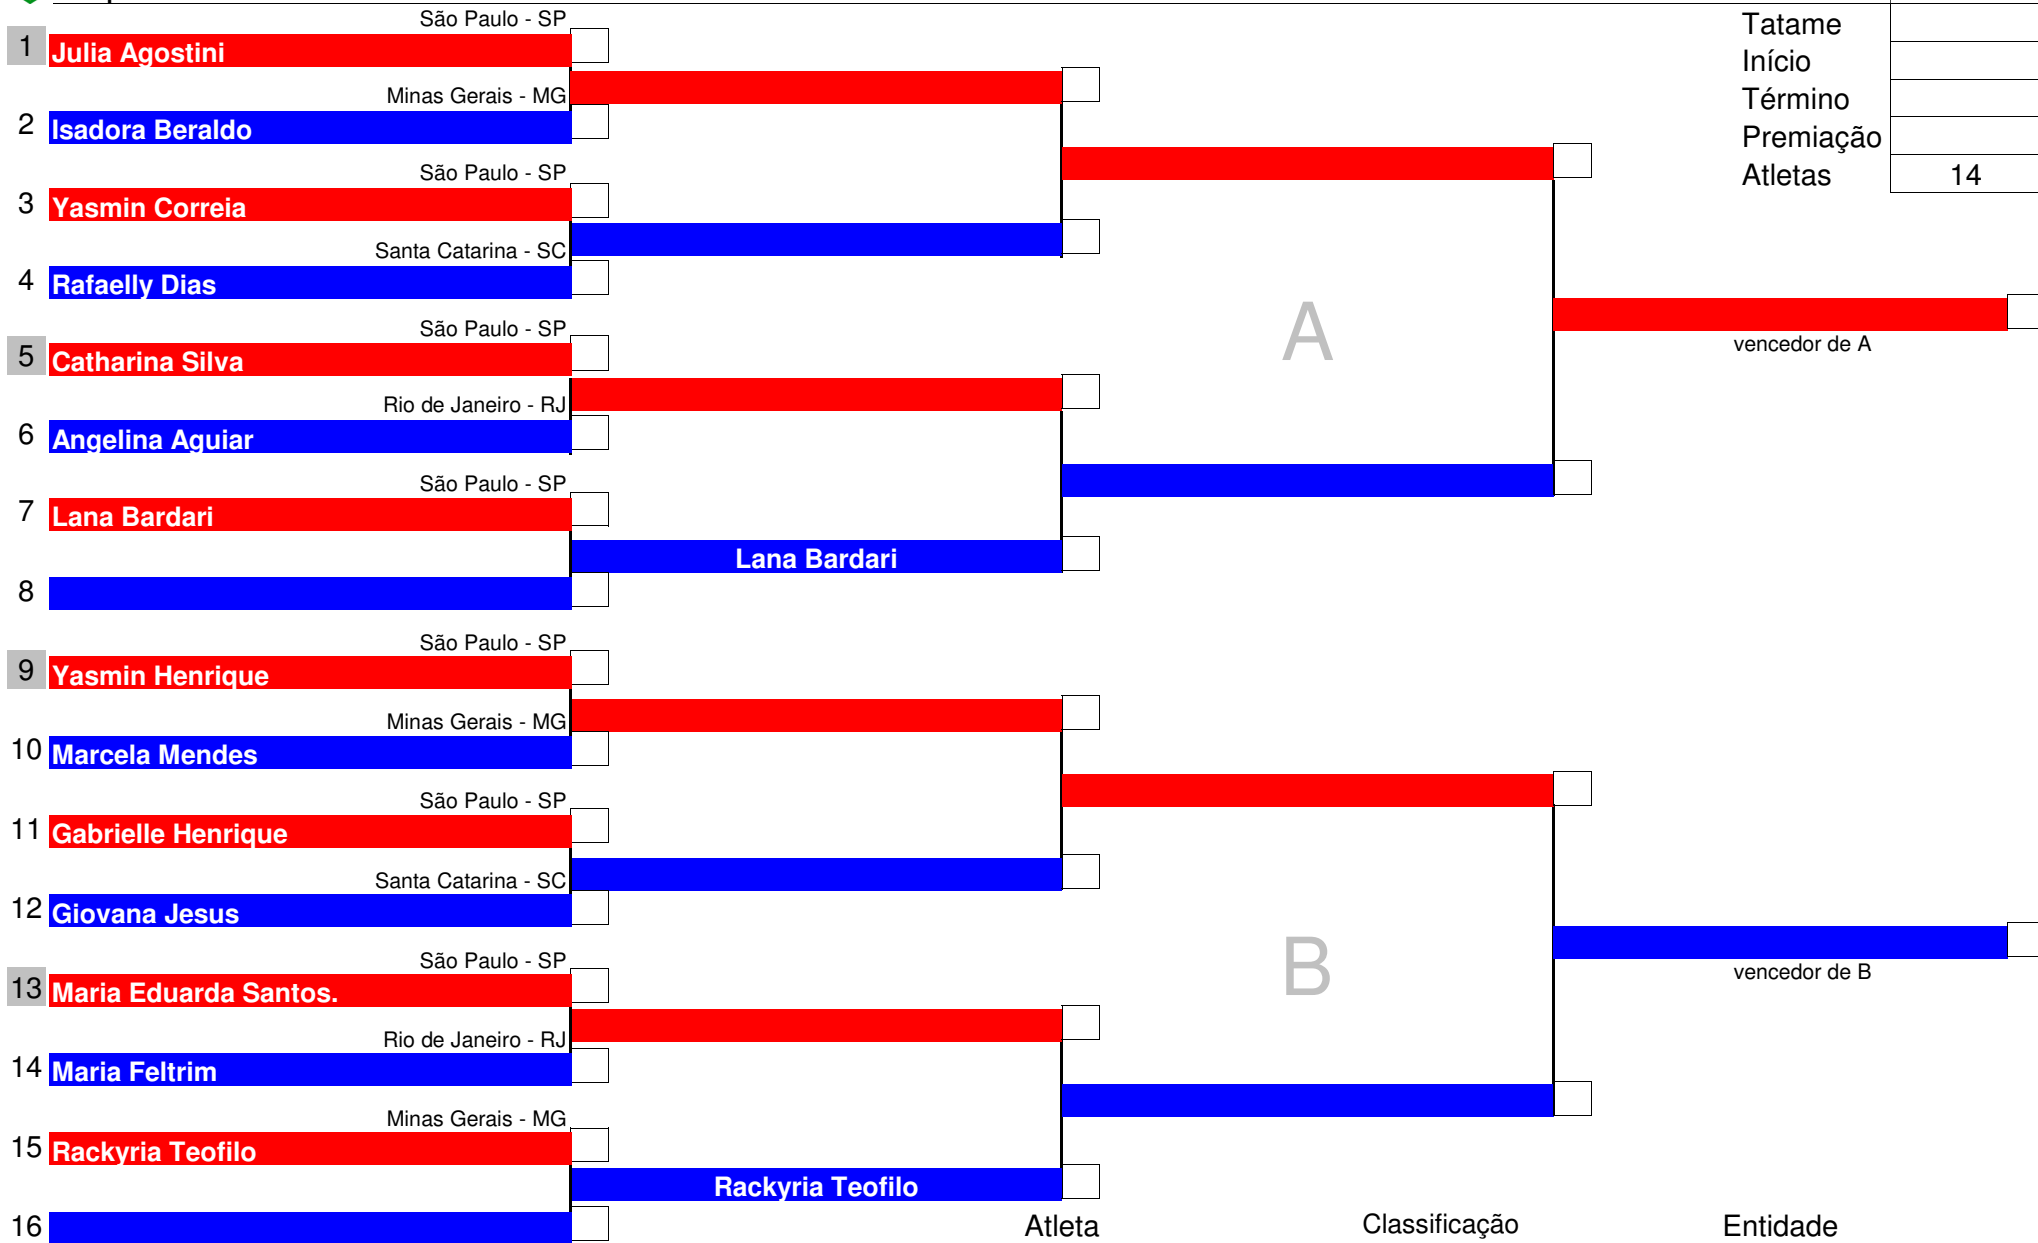 São Paulo - SP
1 Julia Agostini
Minas Gerais - MG
2 Isadora Beraldo
São Paulo - SP
3 Yasmin Correia
Santa Catarina - SC
4 Rafaelly Dias
São Paulo - SP
5 Catharina Silva
Rio de Janeiro - RJ
6 Angelina Aguiar
São Paulo - SP
7 Lana Bardari
Lana Bardari
8
São Paulo - SP
9 Yasmin Henrique
Minas Gerais - MG
10 Marcela Mendes
São Paulo - SP
11 Gabrielle Henrique
Santa Catarina - SC
12 Giovana Jesus
São Paulo - SP
13 Maria Eduarda Santos.
Rio de Janeiro - RJ
14 Maria Feltrim
Minas Gerais - MG
15 Rackyria Teofilo
Rackyria Teofilo
16
A
B
vencedor de A
vencedor de B
Tatame
Início
Término
Premiação
Atletas 14
Atleta Classificação Entidade